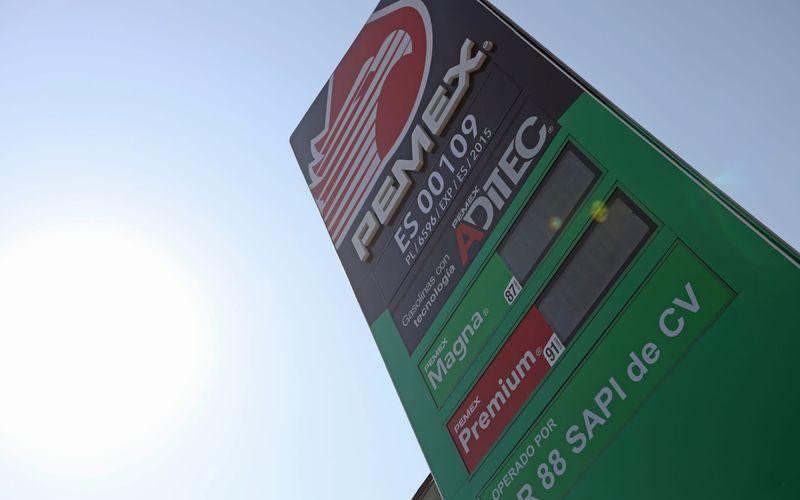 PEMEX®
ES 00109
PL / 6596 / EXP / ES / 2015
Gasolinas con
tecnología
PEMEX
ADITEC®
PEMEX
Magna®
87
PEMEX
Premium®
91
OPERADO POR
R 88 SAPI de CV